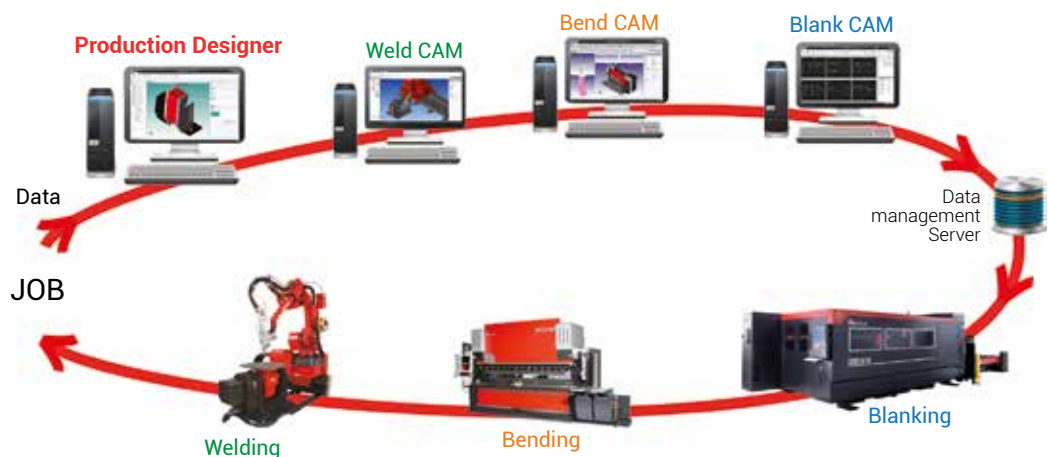 Production Designer
Weld CAM
Bend CAM
Blank CAM
Data
Data
management
Server
JOB
Welding
Bending
Blanking